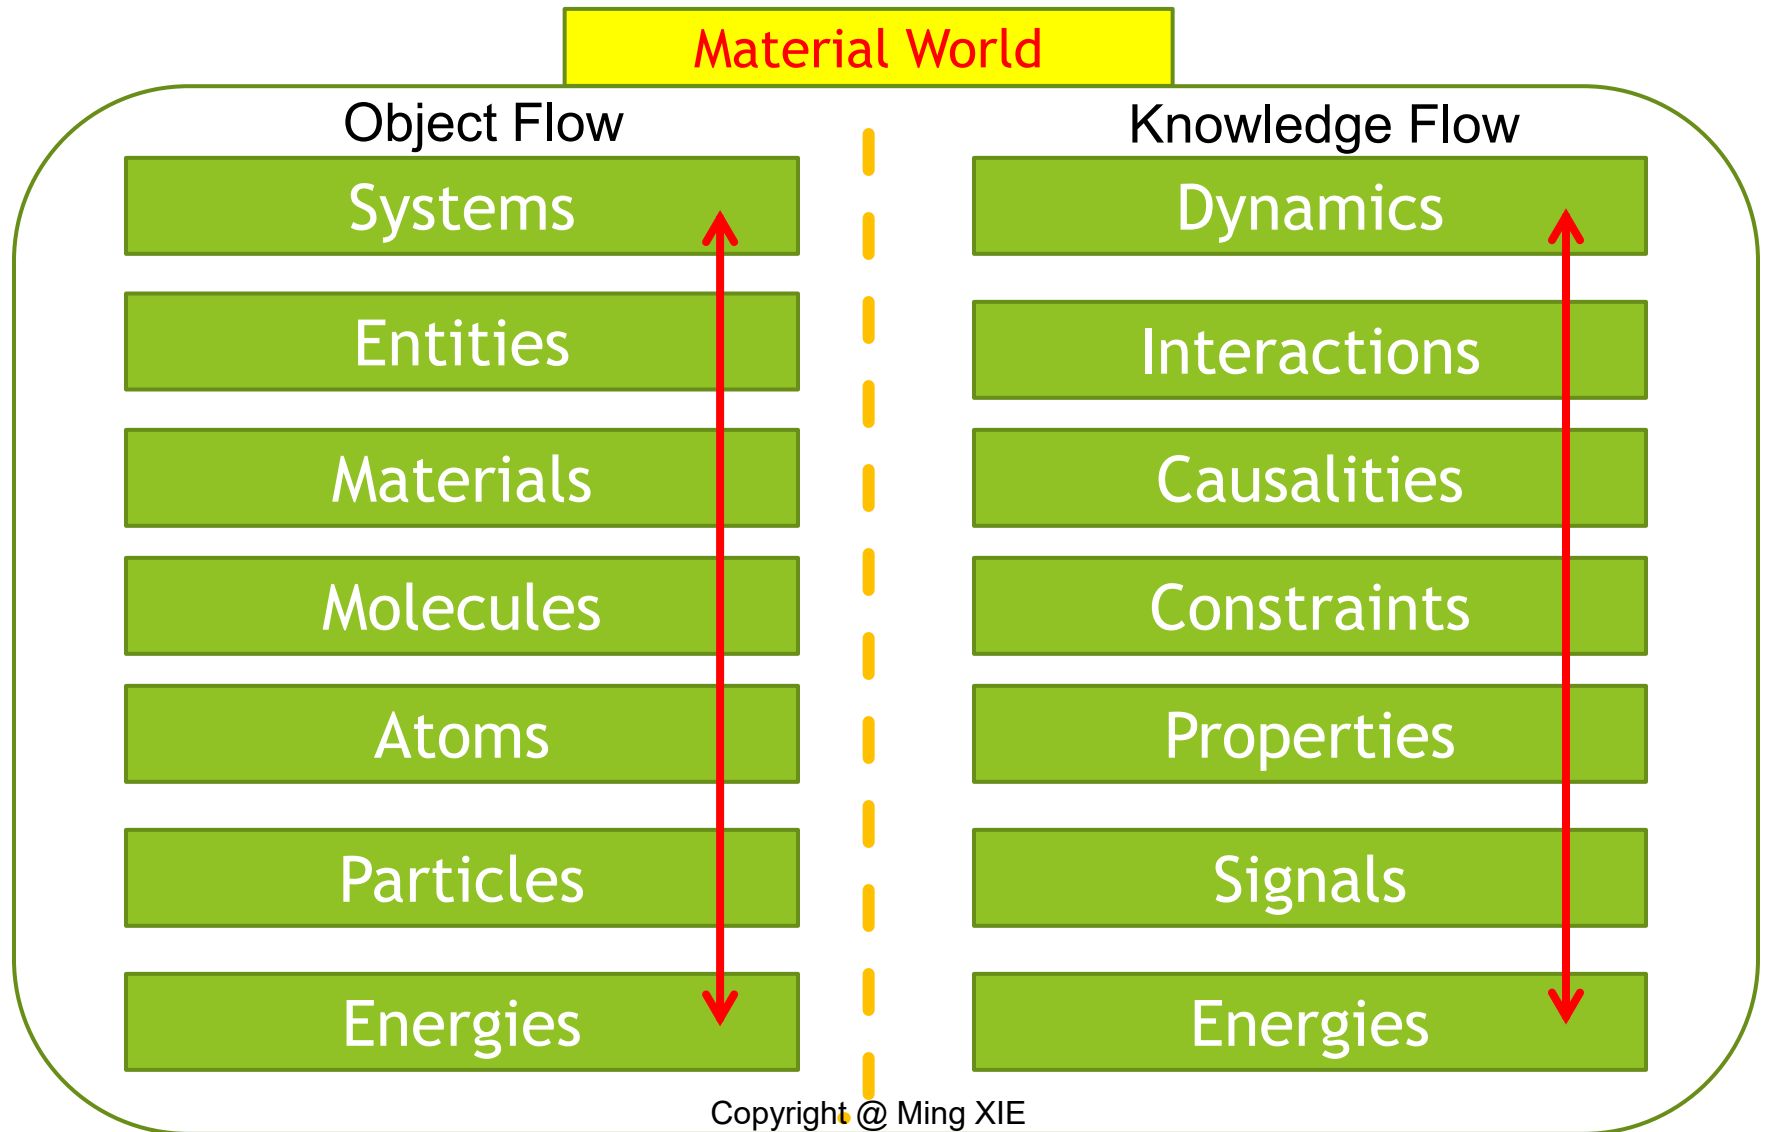 Material World
Object Flow
Systems
Entities
Materials
Molecules
Atoms
Particles
Energies
Knowledge Flow
Dynamics
Interactions
Causalities
Constraints
Properties
Signals
Energies
Copyright @ Ming XIE